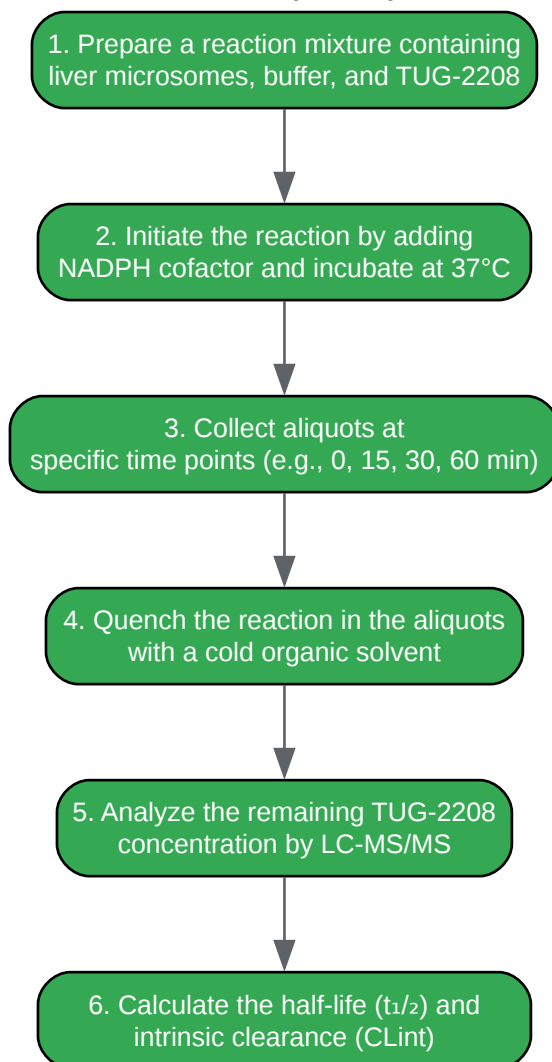 1. Prepare a reaction mixture containing
liver microsomes, buffer, and TUG-2208
2. Initiate the reaction by adding
NADPH cofactor and incubate at 37°C
3. Collect aliquots at
specific time points (e.g., 0, 15, 30, 60 min)
4. Quench the reaction in the aliquots
with a cold organic solvent
5. Analyze the remaining TUG-2208
concentration by LC-MS/MS
6. Calculate the half-life (t₁/₂) and
intrinsic clearance (CLint)